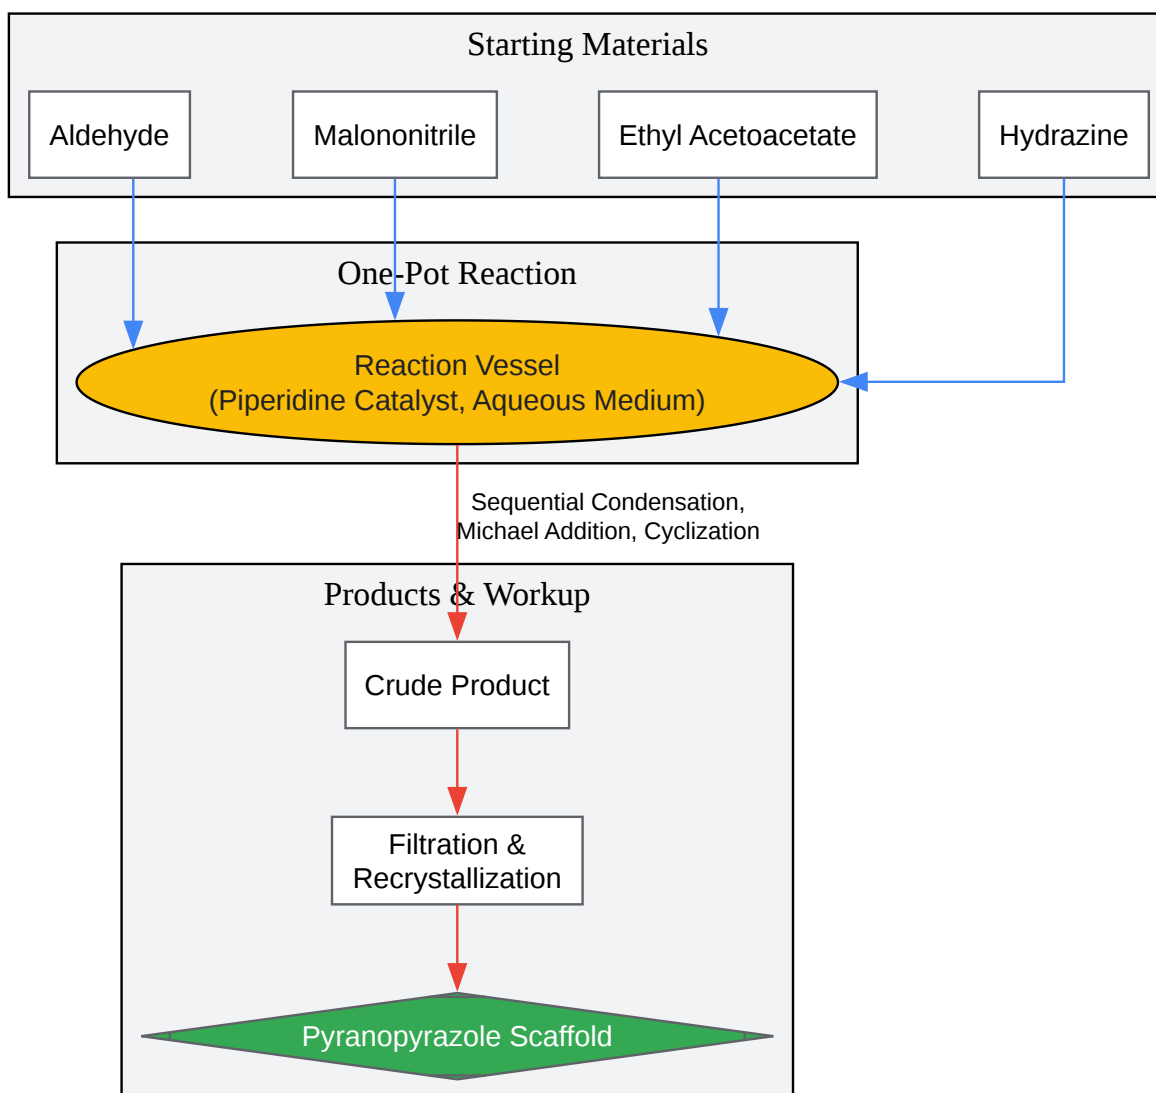 Starting Materials
Aldehyde
Malononitrile
Ethyl Acetoacetate
Hydrazine
One-Pot Reaction
Reaction Vessel
(Piperidine Catalyst, Aqueous Medium)
Sequential Condensation,
Michael Addition, Cyclization
Products & Workup
Crude Product
Filtration &
Recrystallization
Pyranopyrazole Scaffold